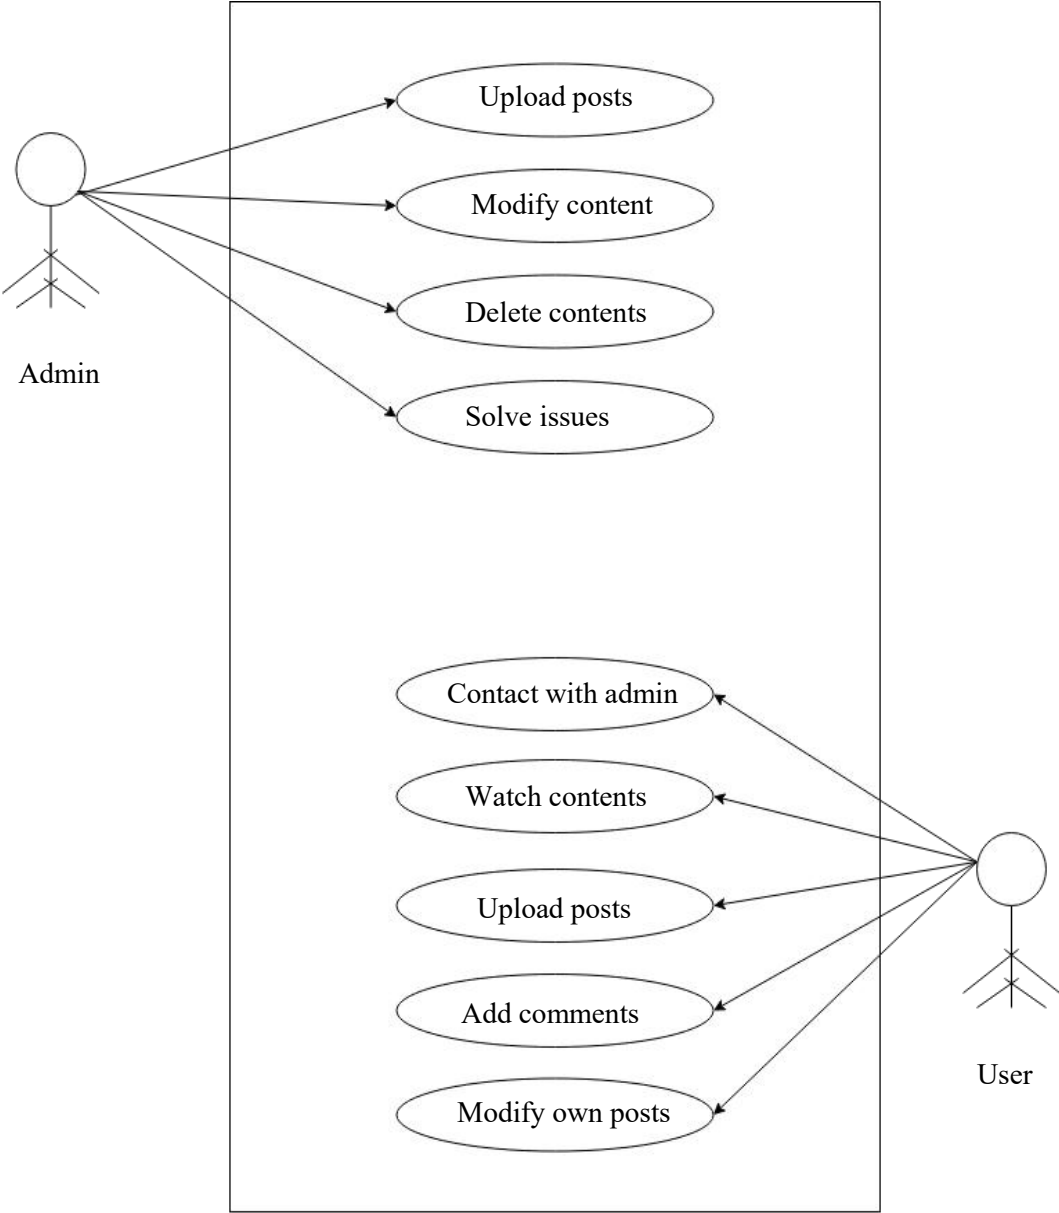 Upload posts
Modify content
Delete contents
Admin
Solve issues
Contact with admin
Watch contents
Upload posts
Add comments
User
Modify own posts